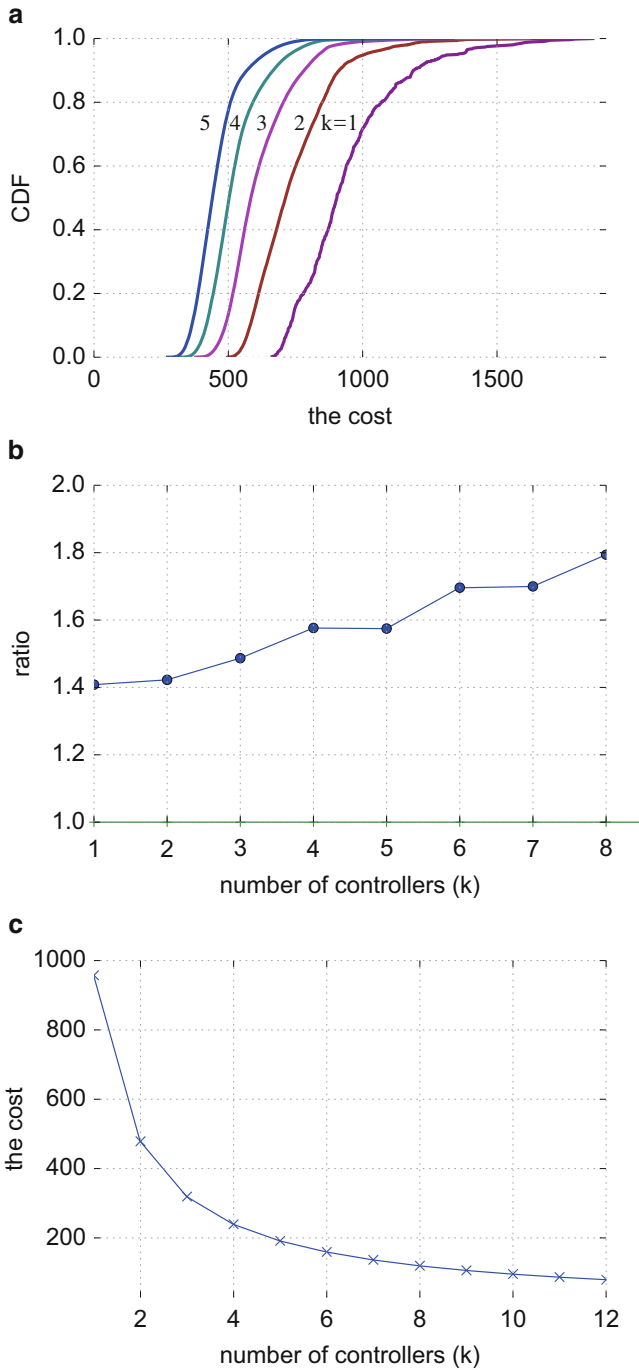 a
1.0
0.8
5 4 3 2 k=1
0.6
CDF
0.4
0.2
0.0
0 500 1000 1500
the cost
b
2.0
1.8
1.6
ratio
1.4
1.2
1.0
1 2 3 4 5 6 7 8
number of controllers (k)
c
1000
800
600
the cost
400
200
2 4 6 8 10 12
number of controllers (k)